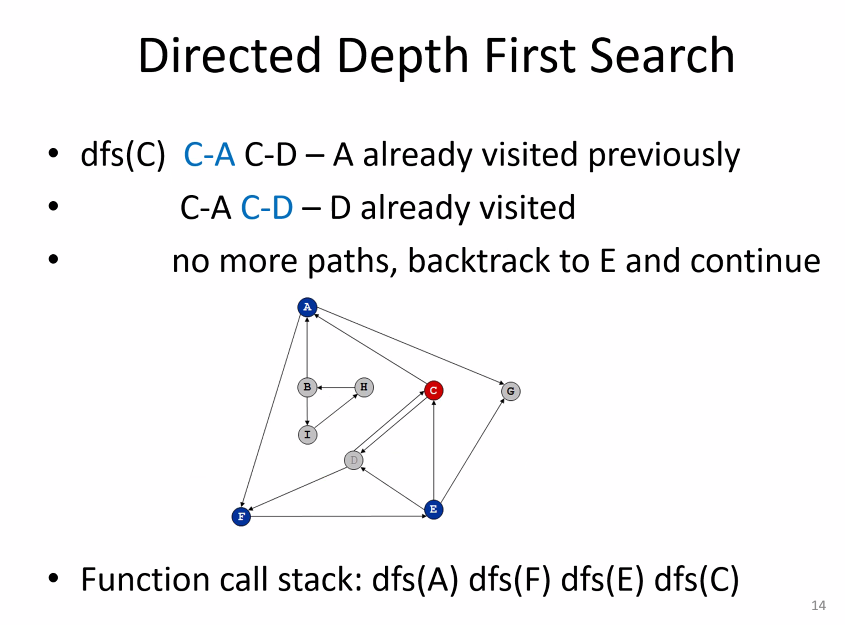 Directed Depth First Search
• dfs(C) C-A C-D – A already visited previously
• C-A C-D – D already visited
• no more paths, backtrack to E and continue
A
B H C G
I
D
F E
• Function call stack: dfs(A) dfs(F) dfs(E) dfs(C)
14